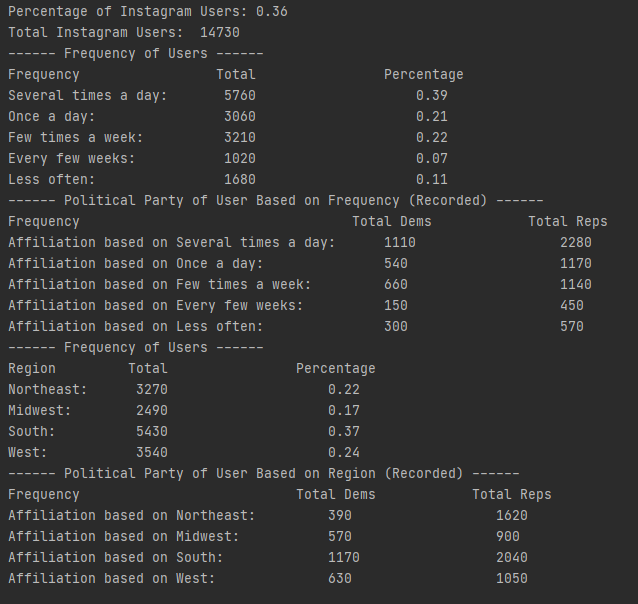 Percentage of Instagram Users: 0.36
Total Instagram Users:  14730
------ Frequency of Users ------
Frequency                 Total                Percentage
Several times a day:       5760                    0.39
Once a day:                3060                    0.21
Few times a week:          3210                    0.22
Every few weeks:           1020                    0.07
Less often:                1680                    0.11
------ Political Party of User Based on Frequency (Recorded) ------
Frequency                                  Total Dems            Total Reps
Affiliation based on Several times a day:      1110                  2280
Affiliation based on Once a day:               540                   1170
Affiliation based on Few times a week:         660                   1140
Affiliation based on Every few weeks:          150                   450
Affiliation based on Less often:               300                   570
------ Frequency of Users ------
Region         Total                Percentage
Northeast:      3270                    0.22
Midwest:        2490                    0.17
South:          5430                    0.37
West:           3540                    0.24
------ Political Party of User Based on Region (Recorded) ------
Frequency                           Total Dems            Total Reps
Affiliation based on Northeast:         390                  1620
Affiliation based on Midwest:           570                  900
Affiliation based on South:             1170                 2040
Affiliation based on West:              630                  1050